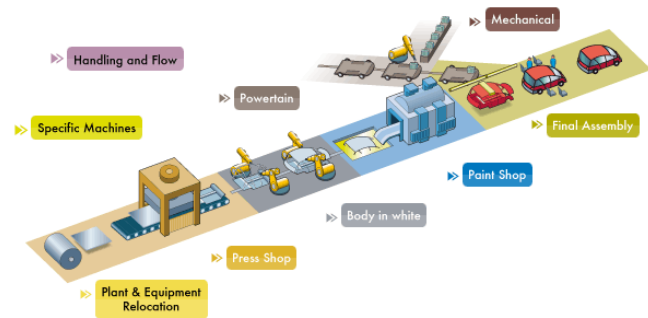 Mechanical
Handling and Flow
Powertain
Specific Machines
Final Assembly
Paint Shop
Body in white
Press Shop
Plant & Equipment
Relocation